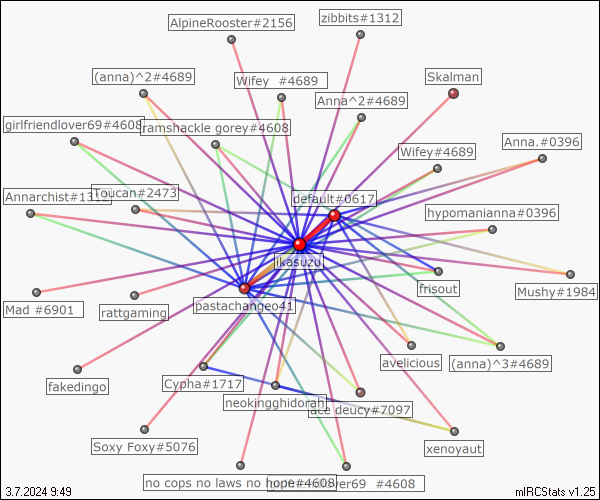 AlpineRooster#2156
zibbits#1312
(anna)^2#4689
Wifey #4689
Skalman
Anna^2#4689
girlfriendlover69#4608
ramshackle gorey#4608
Anna.#0396
Wifey#4689
Annarchist#1312
Toucan#2473
default#0617
hypomanianna#0396
ikasuzu
frisout
Mushy#1984
Mad #6901
rattgaming
pastachangeo41
avelicious
(anna)^3#4689
fakedingo
Cypha#1717
neokingghidorah
ace deucy#7097
Soxy Foxy#5076
xenoyaut
no cops no laws no
#4608
#4608
3.7.2024 9:49
mIRCStats v1.25